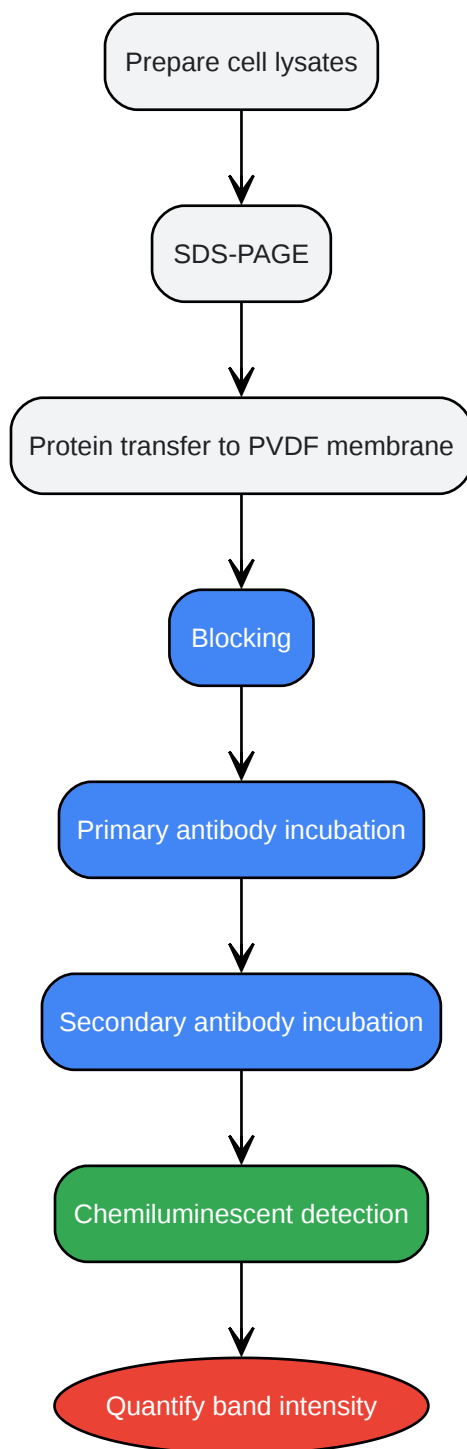 Prepare cell lysates
SDS-PAGE
Protein transfer to PVDF membrane
Blocking
Primary antibody incubation
Secondary antibody incubation
Chemiluminescent detection
Quantify band intensity